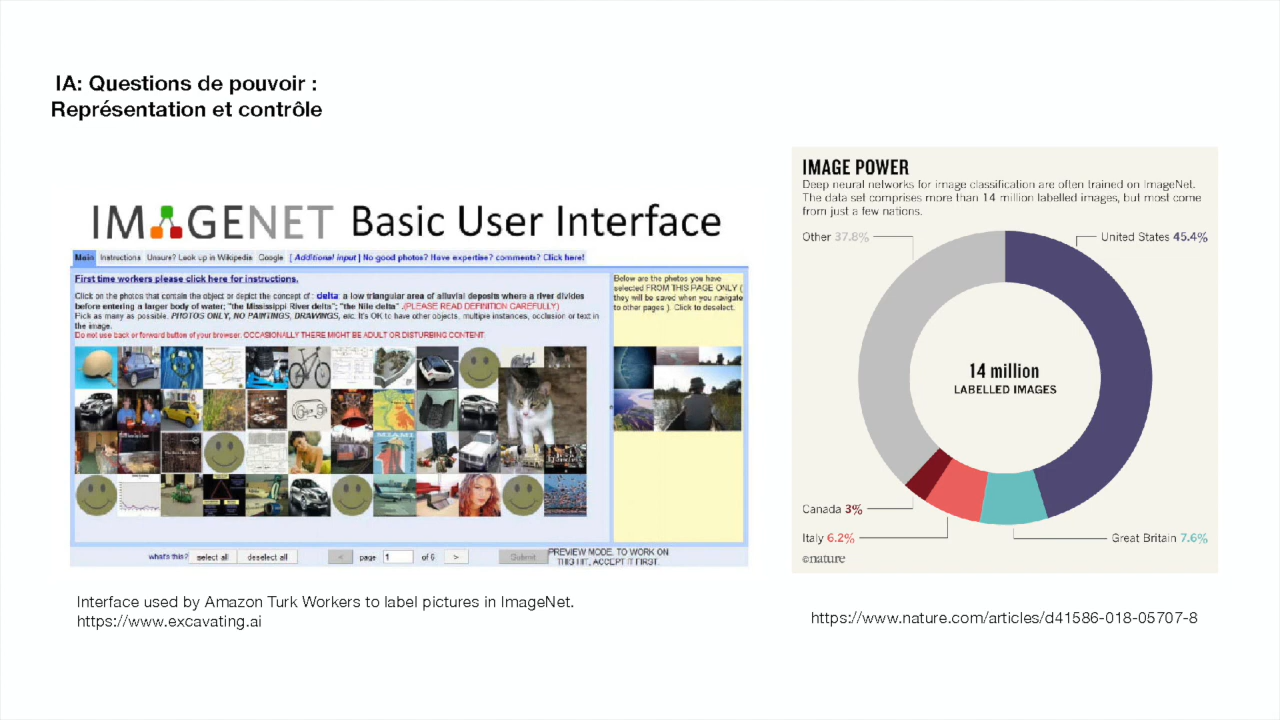 IA: Questions de pouvoir :
Représentation et contrôle
IMAGENET Basic User Interface
Main Instructions Unsure? Look up in Wikipedia Google [ Additional input ] No good photos? Have expertise? comments? Click here!
First time workers please click here for instructions.
Click on the photos that contain the object or depict the concept of : delta: a low triangular area of alluvial deposits where a river divides
before entering a larger body of water; "the Mississippi River delta"; "the Nile delta" .(PLEASE READ DEFINITION CAREFULLY)
Pick as many as possible. PHOTOS ONLY, NO PAINTINGS, DRAWINGS, etc. It's OK to have other objects, multiple instances, occlusion or text in
the image.
Do not use back or forward button of your browser. OCCASIONALLY THERE MIGHT BE ADULT OR DISTURBING CONTENT.
Below are the photos you have
selected FROM THIS PAGE ONLY (
they will be saved when you navigate
to other pages ). Click to deselect.
MIAMI
what's this? select all deselect all < page 1 of 6 > Submit PREVIEW MODE. TO WORK ON
THIS HIT, ACCEPT IT FIRST.
Interface used by Amazon Turk Workers to label pictures in ImageNet.
https://www.excavating.ai
IMAGE POWER
Deep neural networks for image classification are often trained on ImageNet.
The data set comprises more than 14 million labelled images, but most come
from just a few nations.
Other 37.8%
United States 45.4%
14 million
LABELLED IMAGES
Canada 3%
Italy 6.2%
Great Britain 7.6%
©nature
https://www.nature.com/articles/d41586-018-05707-8